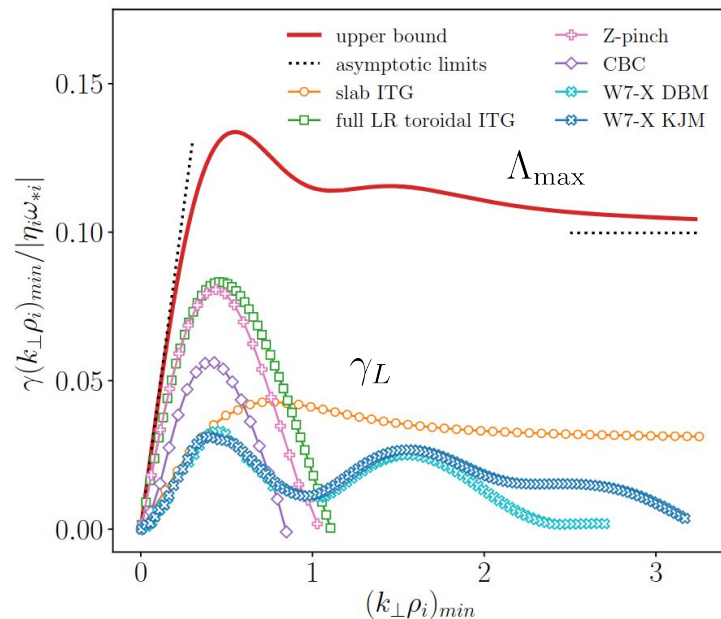 upper bound
asymptotic limits
slab ITG
full LR toroidal ITG
Z-pinch
CBC
W7-X DBM
W7-X KJM
0.15
0.10
0.05
0.00
γ(k⊥ρi)min/|ηiω*i|
Λmax
γL
0 1 2 3
(k⊥ρi)min